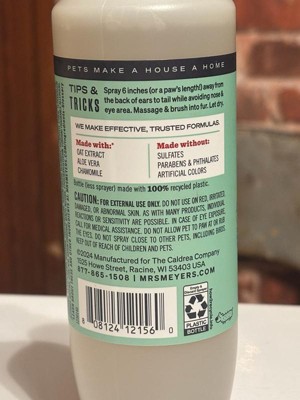 PETS MAKE A HOUSE A HOME
TIPS & TRICKS
Spray 6 inches (or a paw's length!) away from
the back of ears to tail while avoiding nose &
eye area. Massage & brush into fur. Let dry.
WE MAKE EFFECTIVE, TRUSTED FORMULAS.
Made with:*
OAT EXTRACT
ALOE VERA
CHAMOMILE
Made without:
SULFATES
PARABENS & PHTHALATES
ARTIFICIAL COLORS
Bottle (less sprayer) made with 100% recycled plastic.
CAUTION: FOR EXTERNAL USE ONLY. DO NOT USE ON RED, IRRITATED,
DAMAGED, OR ABNORMAL SKIN. AS WITH MANY PRODUCTS, INDIVIDUAL
REACTIONS OR SENSITIVITY ARE POSSIBLE. IN CASE OF EYE EXPOSURE,
CALL FOR MEDICAL ASSISTANCE. DO NOT ALLOW PET TO PAW AT OR RUB
THE EYES. DO NOT SPRAY CLOSE TO OTHER PETS, INCLUDING BIRDS.
KEEP OUT OF REACH OF CHILDREN AND PETS.
©2024 Manufactured for The Caldrea Company
1025 Howe Street, Racine, WI 53403 USA
877-865-1508 | MRSMEYERS.COM
8 08124 12156 0
PLASTIC
BOTTLE